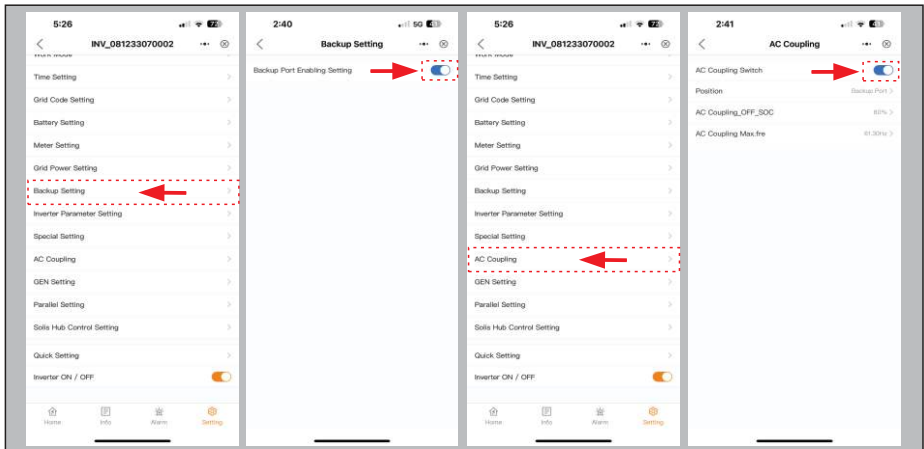 5:26
73
INV_081233070002
Work Mode
Time Setting
Grid Code Setting
Battery Setting
Meter Setting
Grid Power Setting
Backup Setting
Inverter Parameter Setting
Special Setting
AC Coupling
GEN Setting
Parallel Setting
Solis Hub Control Setting
Quick Setting
Inverter ON / OFF
Home
Info
Alarm
Setting
2:40
5G
Backup Setting
Backup Port Enabling Setting
5:26
73
INV_081233070002
Work Mode
Time Setting
Grid Code Setting
Battery Setting
Meter Setting
Grid Power Setting
Backup Setting
Inverter Parameter Setting
Special Setting
AC Coupling
GEN Setting
Parallel Setting
Solis Hub Control Setting
Quick Setting
Inverter ON / OFF
Home
Info
Alarm
Setting
2:41
AC Coupling
AC Coupling Switch
Position Backup Port
AC Coupling_OFF_SOC
AC Coupling Max.fre